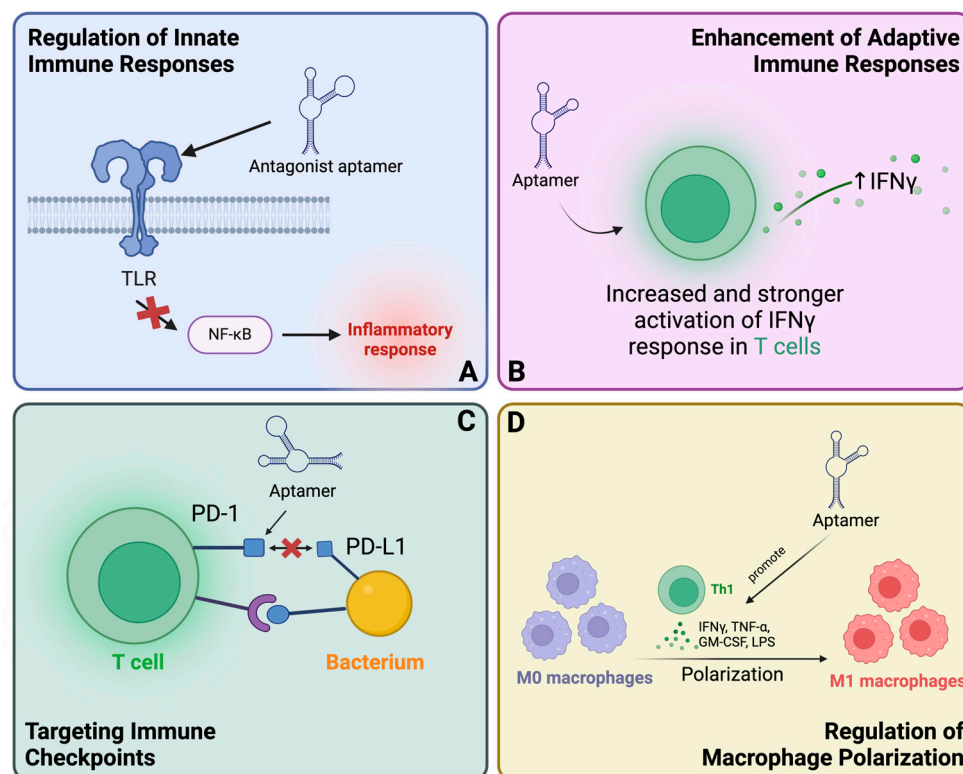 Regulation of Innate
Immune Responses
Antagonist aptamer
TLR
NF-κB
Inflammatory
response
A
Enhancement of Adaptive
Immune Responses
Aptamer
↑ IFNγ
Increased and stronger
activation of IFNγ
response in T cells
B
C
Aptamer
PD-1
PD-L1
T cell
Bacterium
Targeting Immune
Checkpoints
D
Aptamer
promote
Th1
IFNγ, TNF-α,
GM-CSF, LPS
M0 macrophages
Polarization
M1 macrophages
Regulation of
Macrophage Polarization